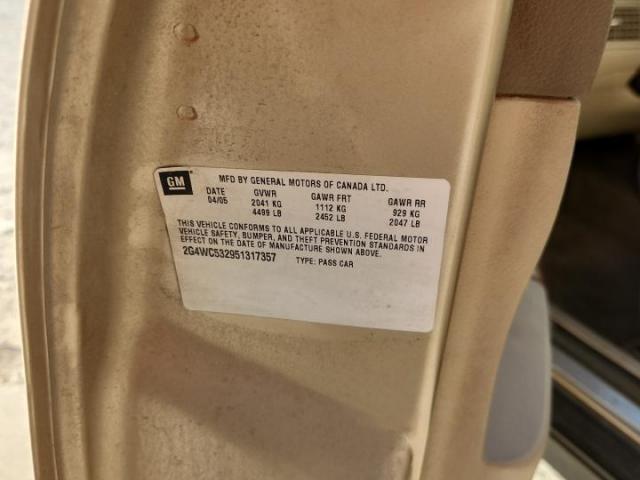 GM
MFD BY GENERAL MOTORS OF CANADA LTD.
DATE GVWR GAWR FRT GAWR RR
04/05 2041 KG 1112 KG 929 KG
4499 LB 2452 LB 2047 LB
THIS VEHICLE CONFORMS TO ALL APPLICABLE U.S. FEDERAL MOTOR
VEHICLE SAFETY, BUMPER, AND THEFT PREVENTION STANDARDS IN
EFFECT ON THE DATE OF MANUFACTURE SHOWN ABOVE.
2G4WC532951317357 TYPE: PASS CAR